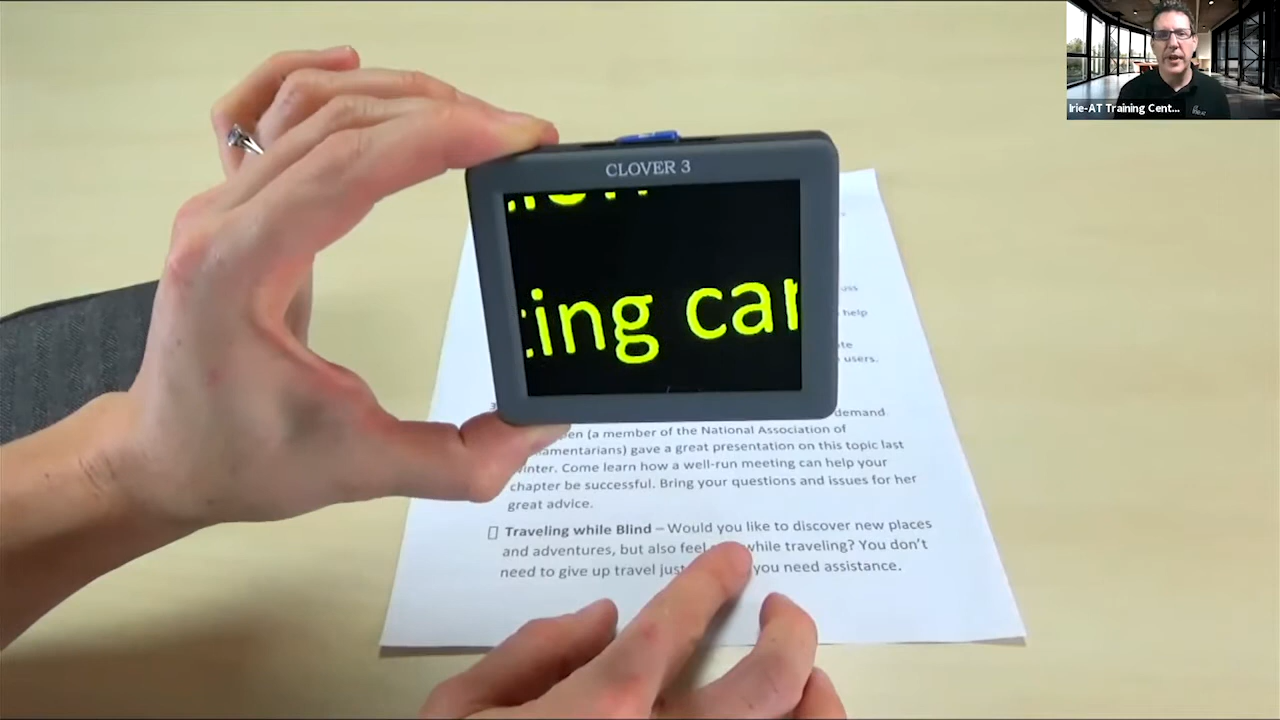 Irie-AT Training Cent...
CLOVER 3
ting car
help
users.
demand
(a member of the National Association of
gave a great presentation on this topic last
Come learn how a well-run meeting can help your
chapter be successful. Bring your questions and issues for her
great advice.
Traveling while Blind – Would you like to discover new places
and adventures, but also feel while traveling? You don't
need to give up travel you need assistance.